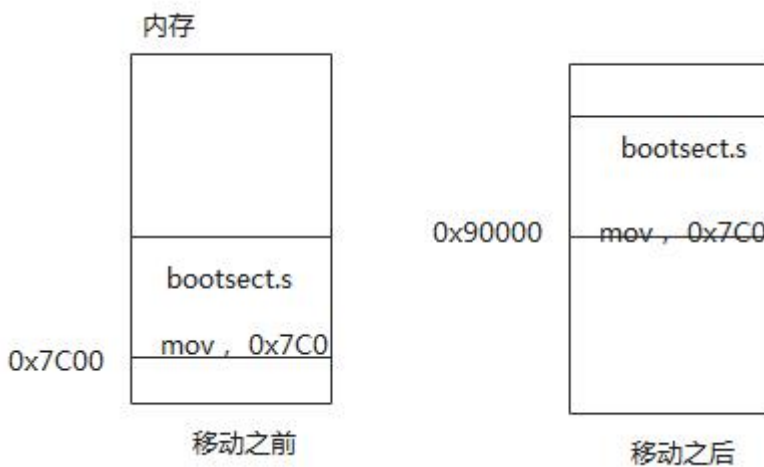 内存
bootsect.s
mov ，0x7C0
0x7C00
移动之前
bootsect.s
mov ，0x7C0
0x90000
移动之后